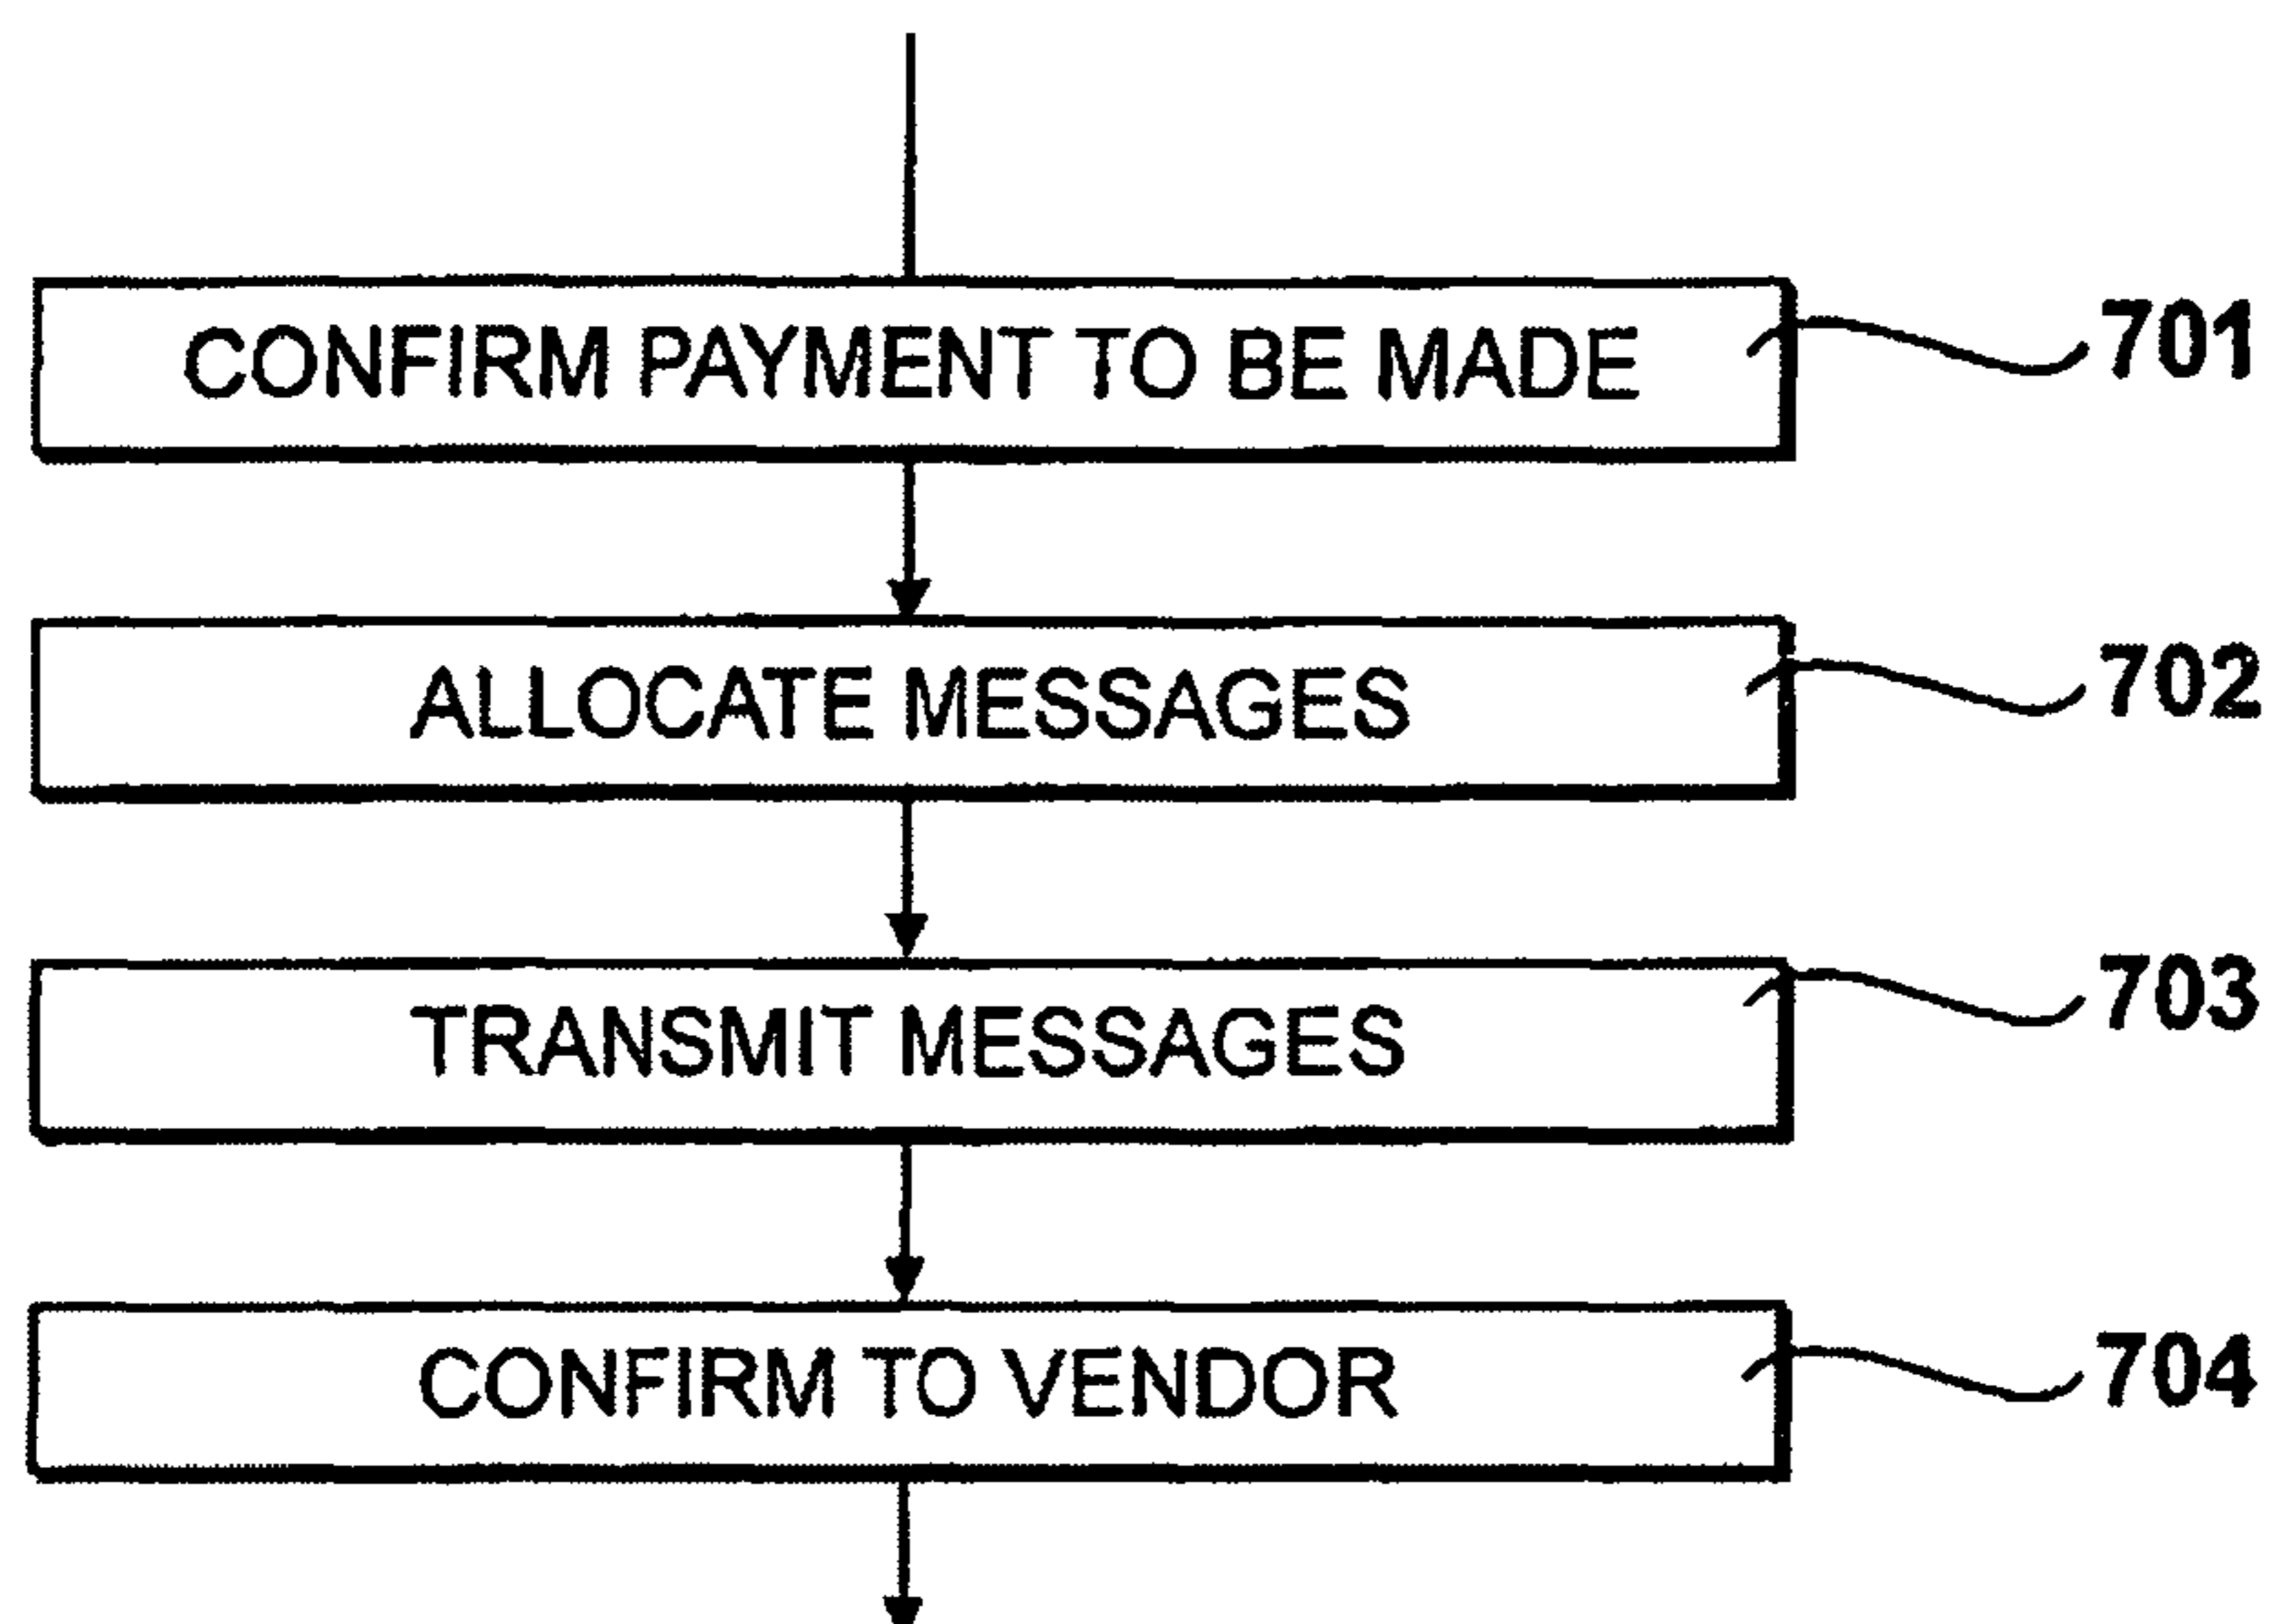 CONFIRM PAYMENT TO BE MADE 701
ALLOCATE MESSAGES 702
TRANSMIT MESSAGES 703
CONFIRM TO VENDOR 704